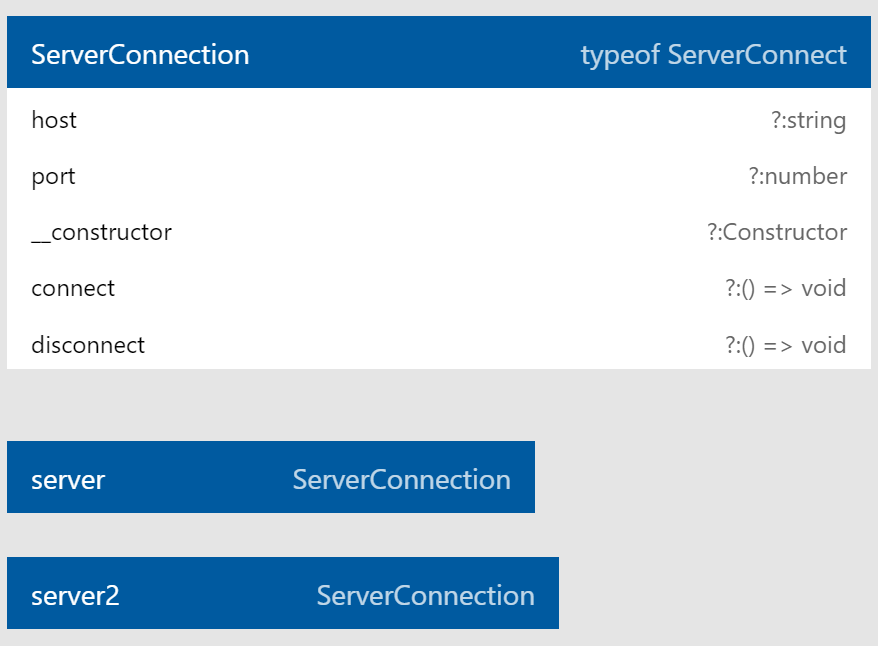 ServerConnection typeof ServerConnect
host ?:string
port ?:number
__constructor ?:Constructor
connect ?:() => void
disconnect ?:() => void
server ServerConnection
server2 ServerConnection